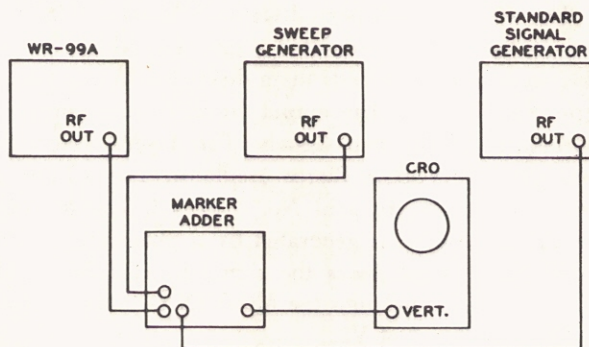 WR-99A
RF
OUT
SWEEP
GENERATOR
RF
OUT
STANDARD
SIGNAL
GENERATOR
RF
OUT
MARKER
ADDER
CRO
VERT.